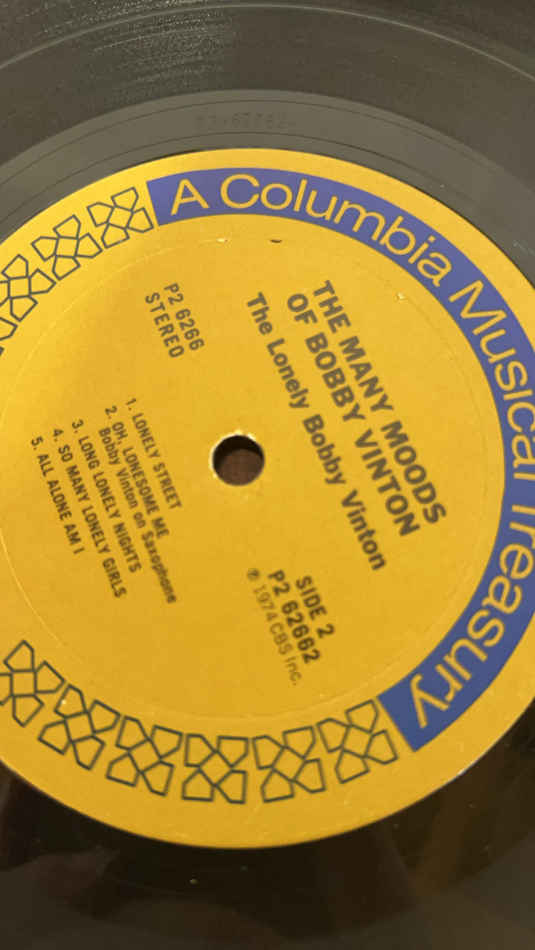 A Columbia Musical Treasury
THE MANY MOODS
OF BOBBY VINTON
The Lonely Bobby Vinton
P2 6266
STEREO
SIDE 2
P2 62662
℗ 1974 CBS Inc.
1. LONELY STREET
2. OH, LONESOME ME
Bobby Vinton on Saxophone
3. LONG LONELY NIGHTS
4. SO MANY LONELY GIRLS
5. ALL ALONE AM I